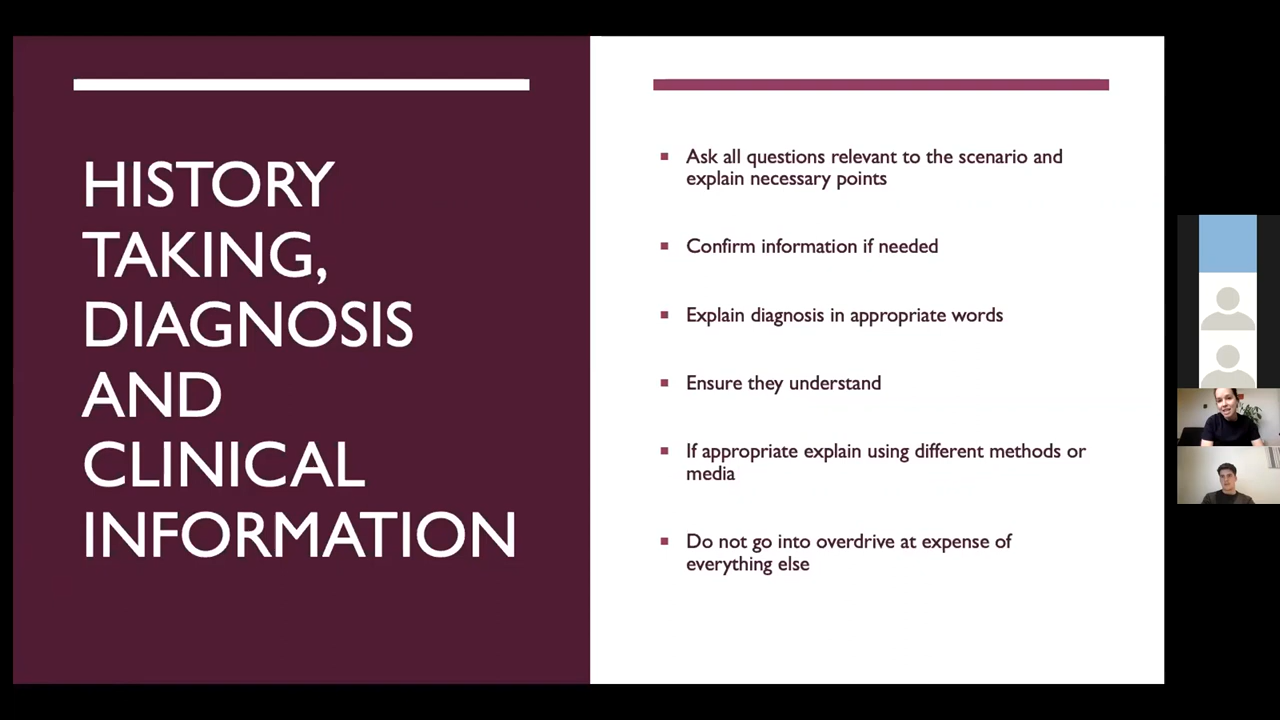 HISTORY
TAKING,
DIAGNOSIS
AND
CLINICAL
INFORMATION
Ask all questions relevant to the scenario and
explain necessary points
Confirm information if needed
Explain diagnosis in appropriate words
Ensure they understand
If appropriate explain using different methods or
media
Do not go into overdrive at expense of
everything else